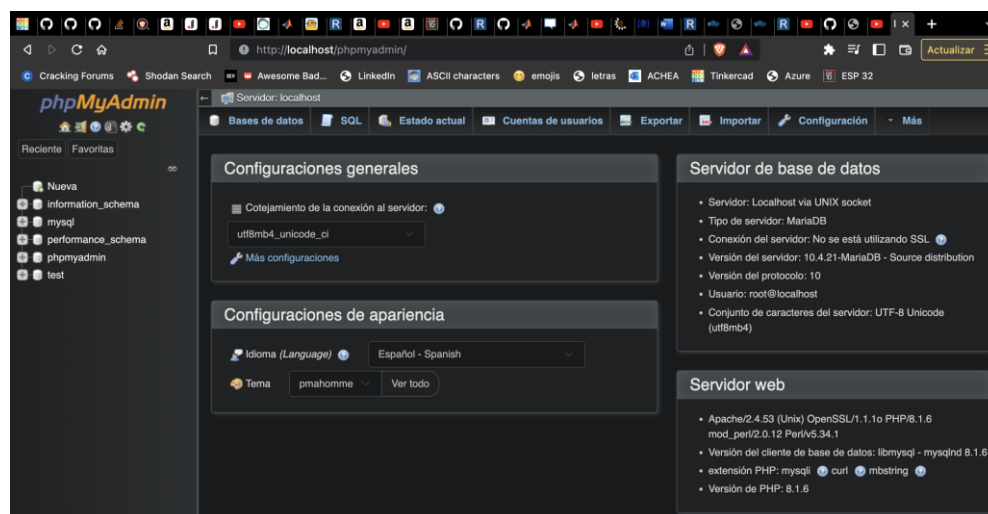 http://localhost/phpmyadmin/
Actualizar
Cracking Forums
Shodan Search
Awesome Bad...
LinkedIn
ASCII characters
emojis
letras
ACHEA
Tinkercad
Azure
ESP 32
phpMyAdmin
Reciente
Favoritas
Nueva
information_schema
mysql
performance_schema
phpmyadmin
test
Servidor: localhost
Bases de datos
SQL
Estado actual
Cuentas de usuarios
Exportar
Importar
Configuración
Más
Configuraciones generales
Cotejamiento de la conexión al servidor:
utf8mb4_unicode_ci
Más configuraciones
Configuraciones de apariencia
Idioma (Language)
Español - Spanish
Tema
pmahomme
Ver todo
Servidor de base de datos
• Servidor: Localhost via UNIX socket
• Tipo de servidor: MariaDB
• Conexión del servidor: No se está utilizando SSL
• Versión del servidor: 10.4.21-MariaDB - Source distribution
• Versión del protocolo: 10
• Usuario: root@localhost
• Conjunto de caracteres del servidor: UTF-8 Unicode
(utf8mb4)
Servidor web
• Apache/2.4.53 (Unix) OpenSSL/1.1.1o PHP/8.1.6
mod_perl/2.0.12 Perl/v5.34.1
• Versión del cliente de base de datos: libmysql - mysqlnd 8.1.6
• extensión PHP: mysqli curl mbstring
• Versión de PHP: 8.1.6